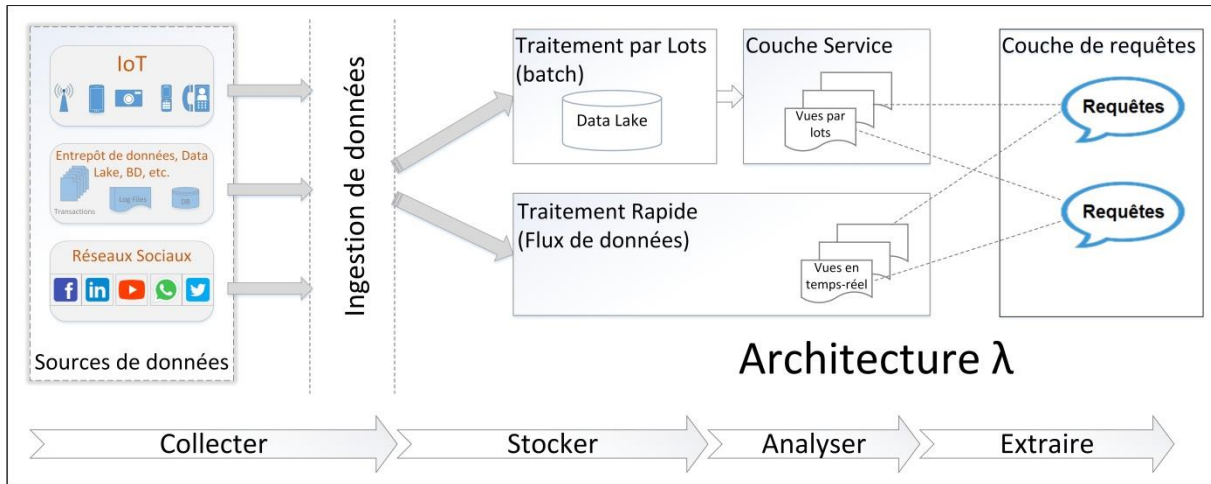 IoT
Entrepôt de données, Data
Lake, BD, etc.
Transactions
Log Files
DB
Réseaux Sociaux
Sources de données
Ingestion de données
Traitement par Lots
(batch)
Data Lake
Couche Service
Vues par
lots
Traitement Rapide
(Flux de données)
Vues en
temps-réel
Couche de requêtes
Requêtes
Requêtes
Architecture λ
Collecter
Stocker
Analyser
Extraire